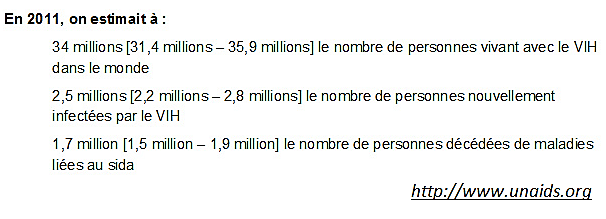 En 2011, on estimait à :
34 millions [31,4 millions – 35,9 millions] le nombre de personnes vivant avec le VIH
dans le monde
2,5 millions [2,2 millions – 2,8 millions] le nombre de personnes nouvellement
infectées par le VIH
1,7 million [1,5 million – 1,9 million] le nombre de personnes décédées de maladies
liées au sida
http://www.unaids.org